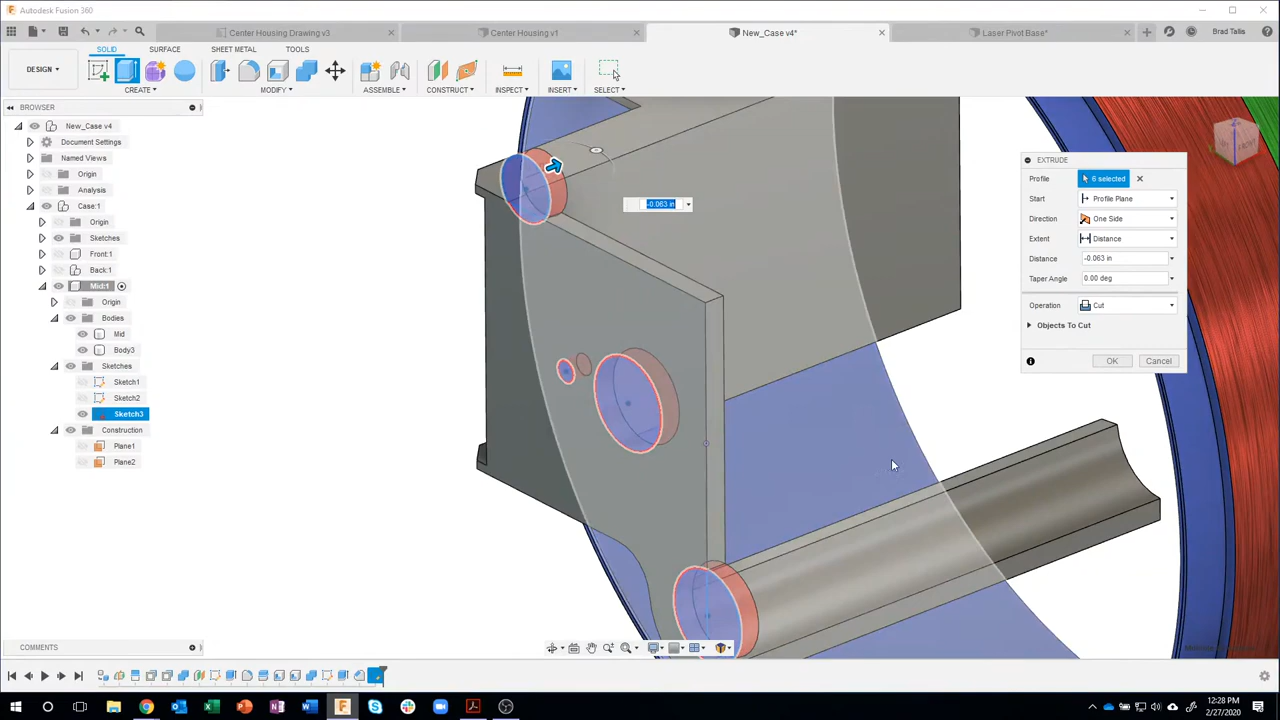 Autodesk Fusion 360
Center Housing Drawing v3
Center Housing v1
New_Case v4*
Laser Pivot Base*
Brad Tallis
DESIGN
SOLID
SURFACE
SHEET METAL
TOOLS
CREATE
MODIFY
ASSEMBLE
CONSTRUCT
INSPECT
INSERT
SELECT
BROWSER
New_Case v4
Document Settings
Named Views
Origin
Analysis
Case:1
Origin
Sketches
Front:1
Back:1
Mid:1
Origin
Bodies
Mid
Body3
Sketches
Sketch1
Sketch2
Sketch3
Construction
Plane1
Plane2
-0.063 in
EXTRUDE
Profile 6 selected
Start Profile Plane
Direction One Side
Extent Distance
Distance -0.063 in
Taper Angle 0.00 deg
Operation Cut
Objects To Cut
OK Cancel
COMMENTS
12:28 PM
2/27/2020